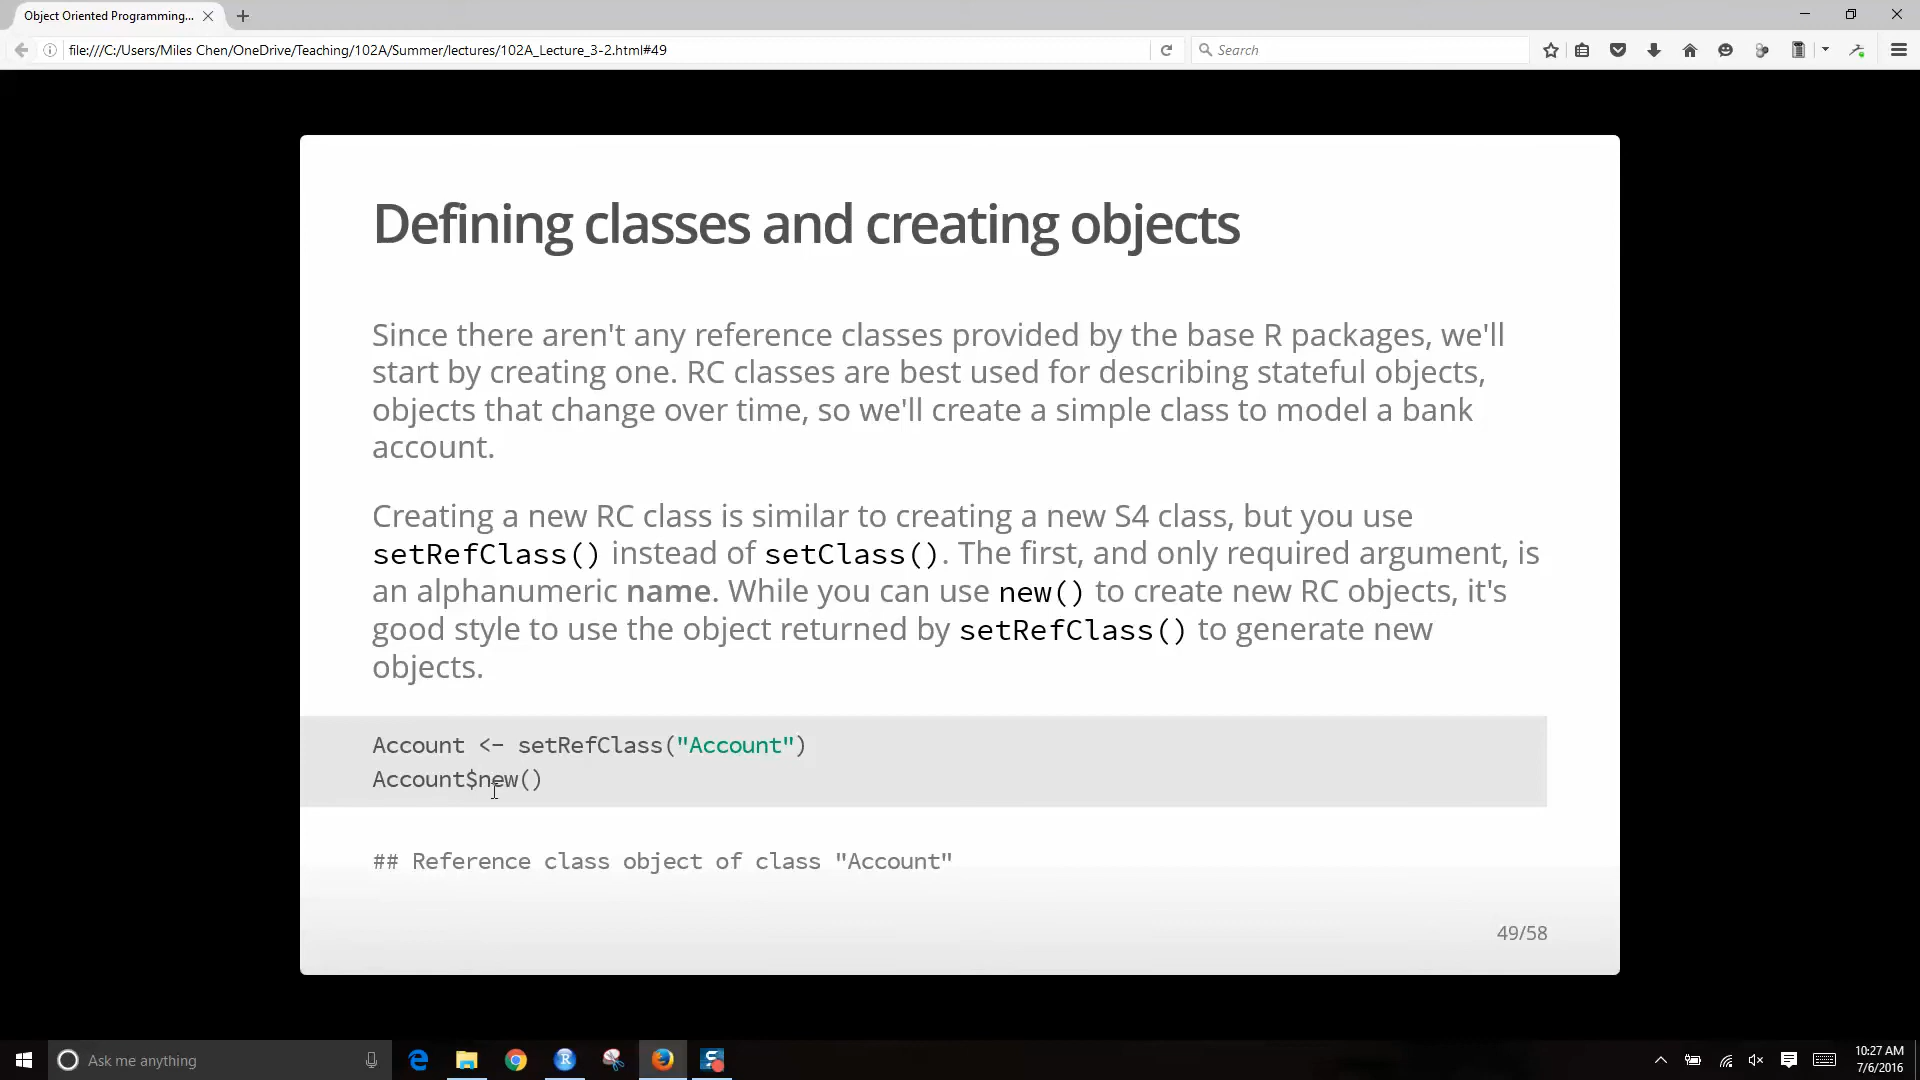 Object Oriented Programming...
file:///C:/Users/Miles Chen/OneDrive/Teaching/102A/Summer/lectures/102A_Lecture_3-2.html#49
Search
Defining classes and creating objects
Since there aren't any reference classes provided by the base R packages, we'll
start by creating one. RC classes are best used for describing stateful objects,
objects that change over time, so we'll create a simple class to model a bank
account.
Creating a new RC class is similar to creating a new S4 class, but you use
setRefClass() instead of setClass(). The first, and only required argument, is
an alphanumeric name. While you can use new() to create new RC objects, it's
good style to use the object returned by setRefClass() to generate new
objects.
Account <- setRefClass("Account")
Account$new()
## Reference class object of class "Account"
49/58
Ask me anything
10:27 AM
7/6/2016